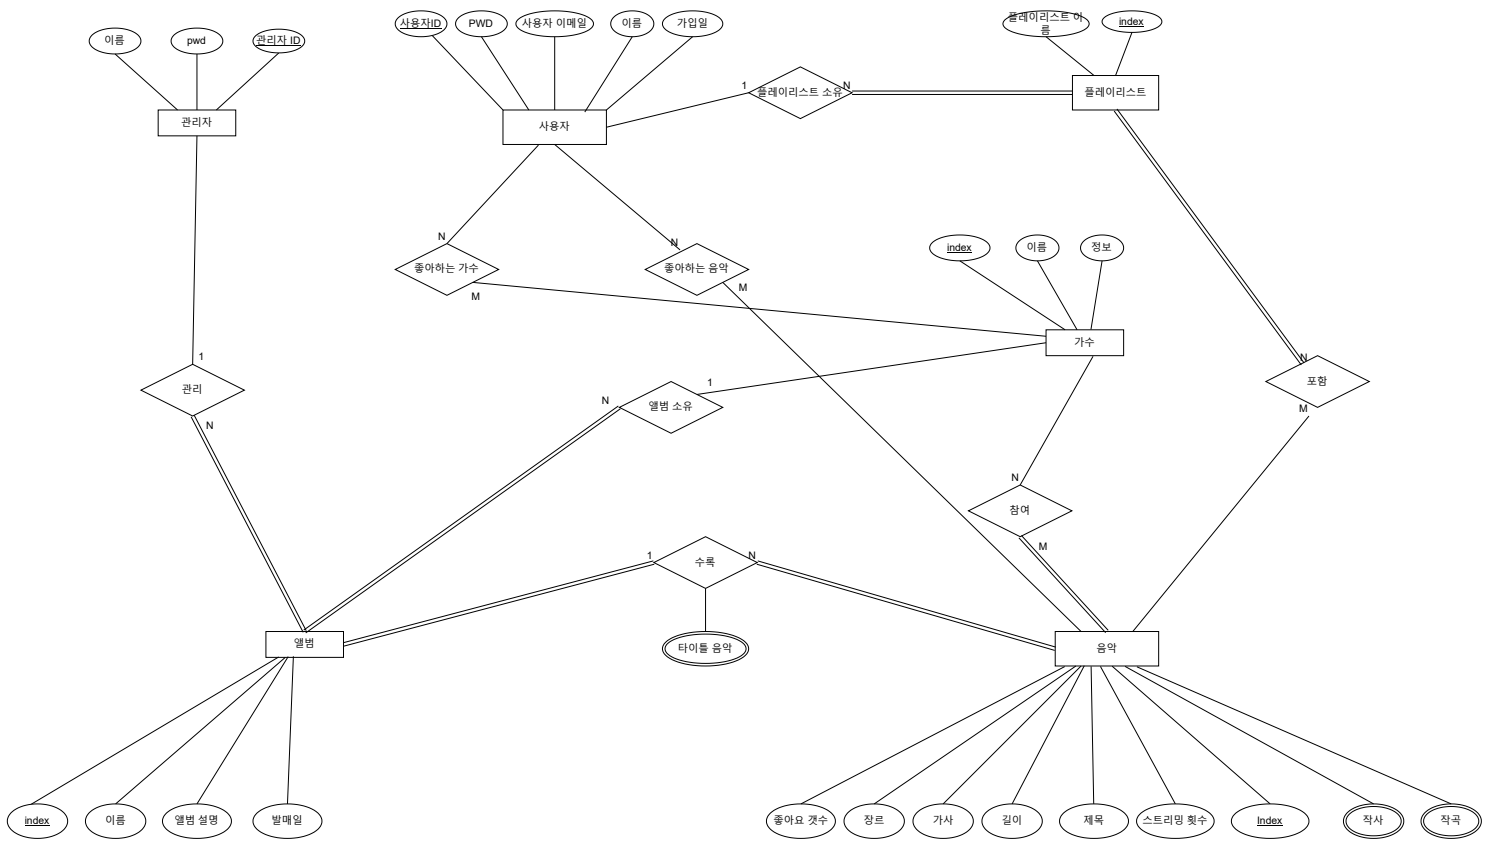 이름
pwd
관리자 ID
관리자
사용자ID
PWD
사용자 이메일
이름
가입일
사용자
1
플레이리스트 소유
N
플레이리스트 이
름
index
플레이리스트
N
좋아하는 가수
M
N
좋아하는 음악
M
index
이름
정보
가수
1
관리
N
N
앨범 소유
1
N
포함
M
N
참여
M
1
수록
N
타이틀 음악
앨범
음악
index
이름
앨범 설명
발매일
좋아요 갯수
장르
가사
길이
제목
스트리밍 횟수
Index
작사
작곡